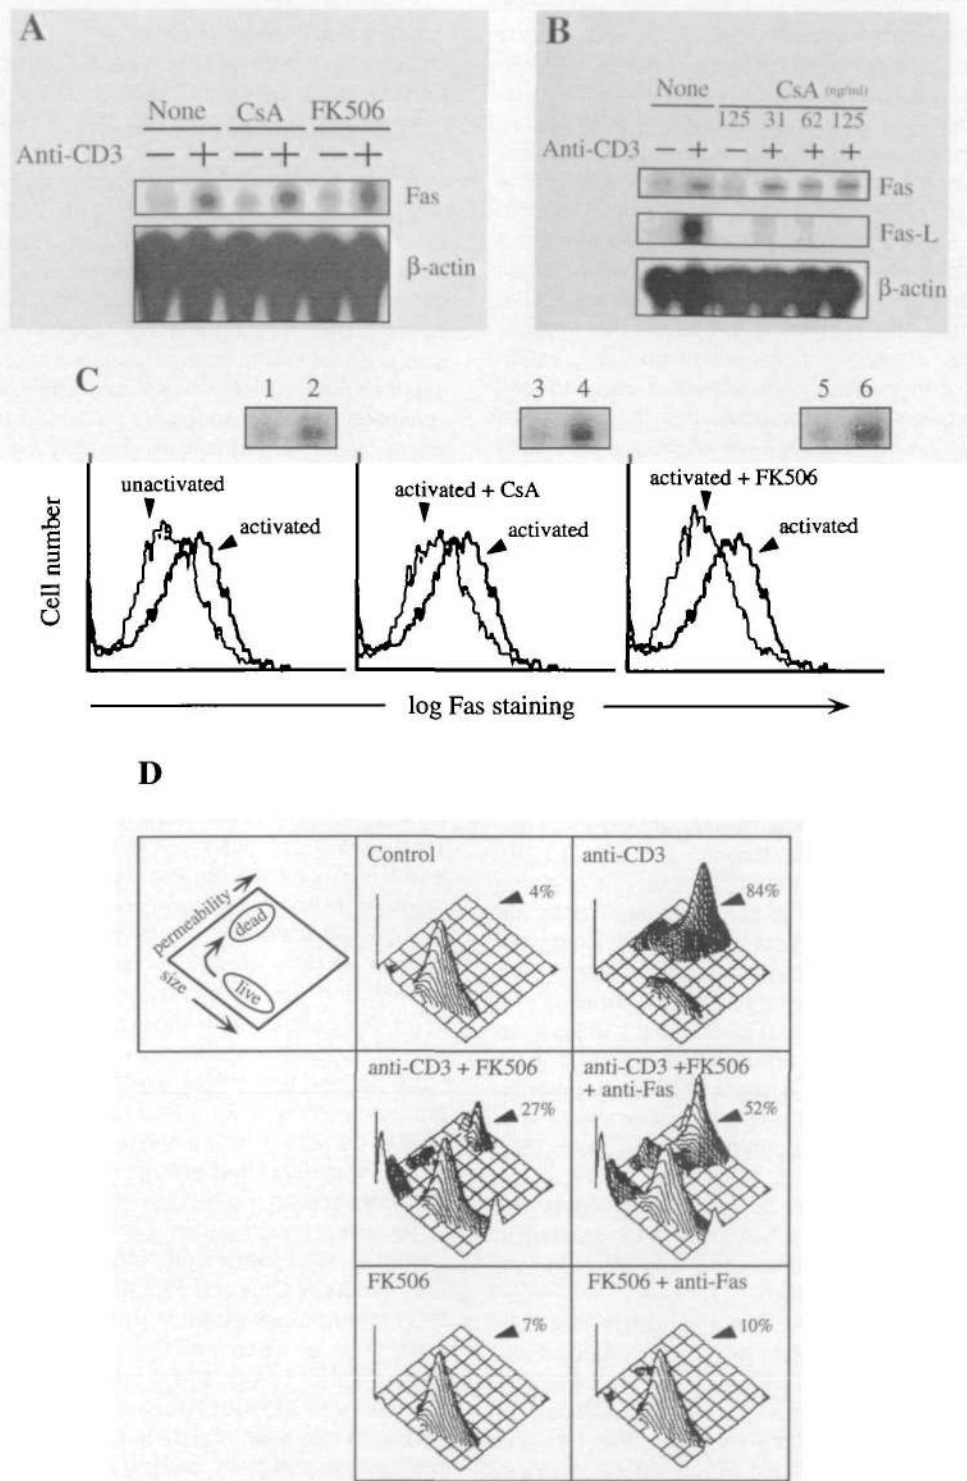 A
None CsA FK506
Anti-CD3 — + — + — +
Fas
β-actin
B
None CsA (ng/ml)
125 31 62 125
Anti-CD3 — + — + + +
Fas
Fas-L
β-actin
C
1 2
3 4
5 6
unactivated
activated
activated + CsA
activated
activated + FK506
activated
Cell number
log Fas staining
D
permeability
dead
size
live
Control
4%
anti-CD3
84%
anti-CD3 + FK506
27%
anti-CD3 +FK506
+ anti-Fas
52%
FK506
7%
FK506 + anti-Fas
10%